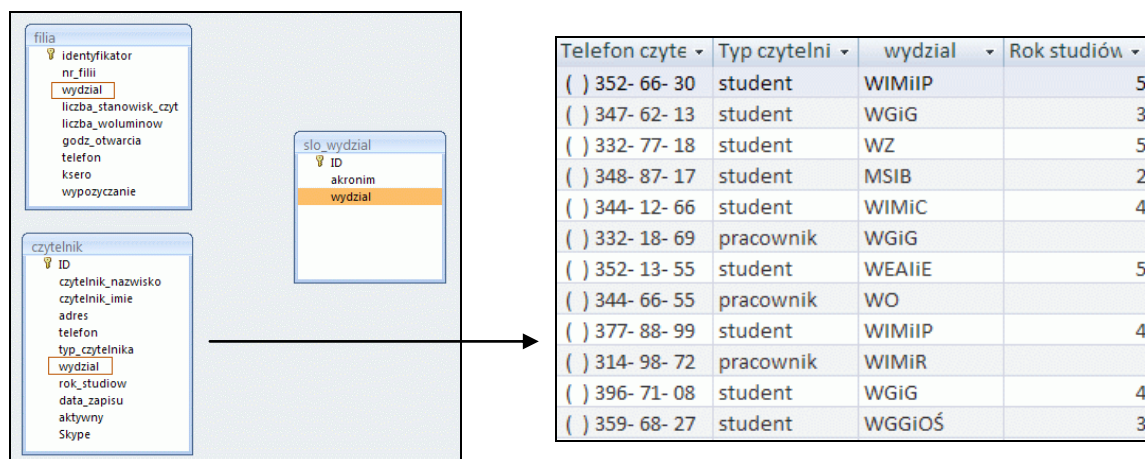 filia
identyfikator
nr_filii
wydzial
liczba_stanowisk_czyt
liczba_woluminow
godz_otwarcia
telefon
ksero
wypozyczanie
slo_wydzial
ID
akronim
wydzial
czytelnik
ID
czytelnik_nazwisko
czytelnik_imie
adres
telefon
typ_czytelnika
wydzial
rok_studiow
data_zapisu
aktywny
Skype
Telefon czyte Typ czytelni wydzial Rok studiów
( ) 352- 66- 30 student WIMiIP 5
( ) 347- 62- 13 student WGiG 3
( ) 332- 77- 18 student WZ 5
( ) 348- 87- 17 student MSIB 2
( ) 344- 12- 66 student WIMiC 4
( ) 332- 18- 69 pracownik WGiG
( ) 352- 13- 55 student WEAIiE 5
( ) 344- 66- 55 pracownik WO
( ) 377- 88- 99 student WIMiIP 4
( ) 314- 98- 72 pracownik WIMiR
( ) 396- 71- 08 student WGiG 4
( ) 359- 68- 27 student WGGiOŚ 3